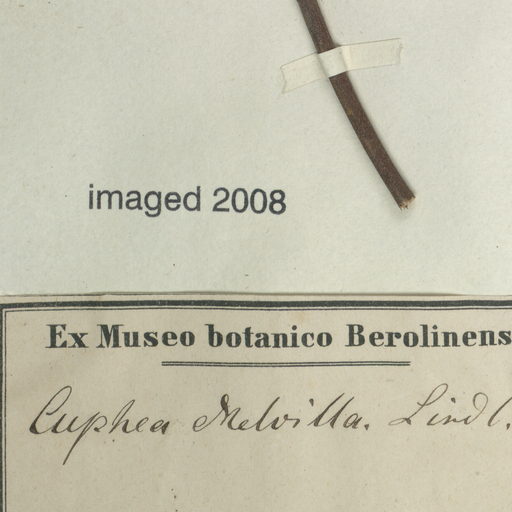 imaged 2008
Ex Museo botanico Berolinens
Cuphea Melvilla. Lindl.